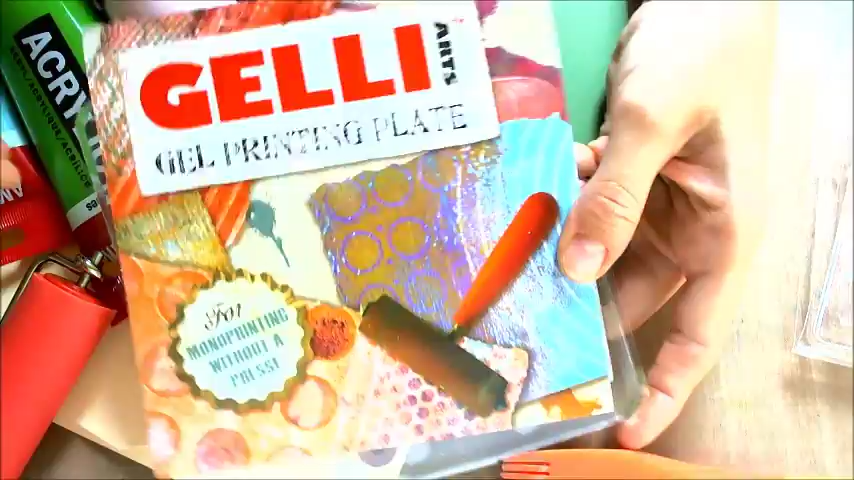 GELLI ARTS
GEL PRINTING PLATE
For
MONOPRINTING
WITHOUT A
PRESS!
ACRY